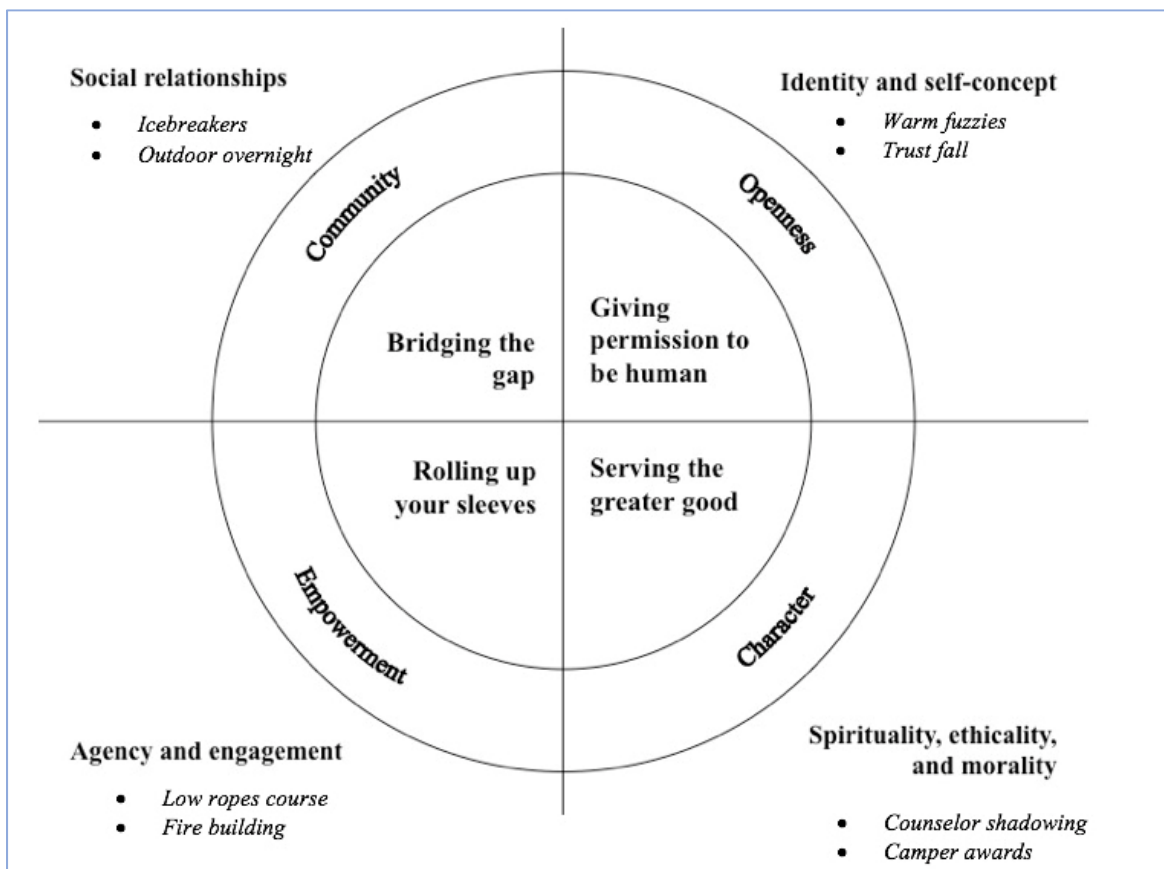 Social relationships
• Icebreakers
• Outdoor overnight
Identity and self-concept
• Warm fuzzies
• Trust fall
Community
Openness
Bridging the
gap
Giving
permission to
be human
Rolling up
your sleeves
Serving the
greater good
Empowerment
Character
Agency and engagement
• Low ropes course
• Fire building
Spirituality, ethicality,
and morality
• Counselor shadowing
• Camper awards